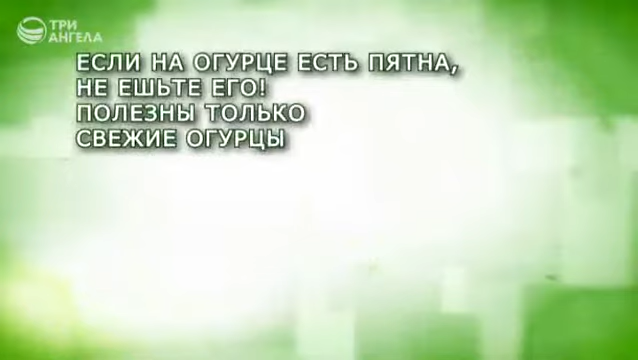 ТРИ
АНГЕЛА
ЕСЛИ НА ОГУРЦЕ ЕСТЬ ПЯТНА,
НЕ ЕШЬТЕ ЕГО!
ПОЛЕЗНЫ ТОЛЬКО
СВЕЖИЕ ОГУРЦЫ